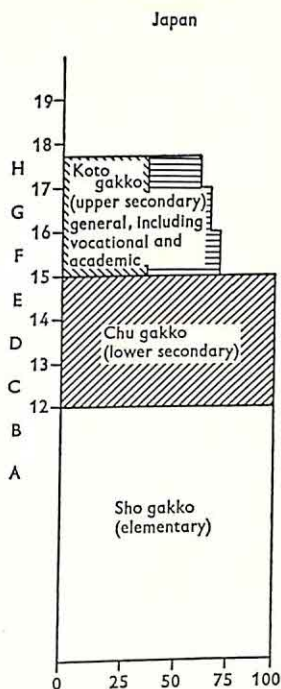 Japan
19
18
H
17
G
16
F
15
E
14
D
13
C
12
B
A
Koto
gakko
(upper secondary)
general, including
vocational and
academic
Chu gakko
(lower secondary)
Sho gakko
(elementary)
0
25
50
75
100